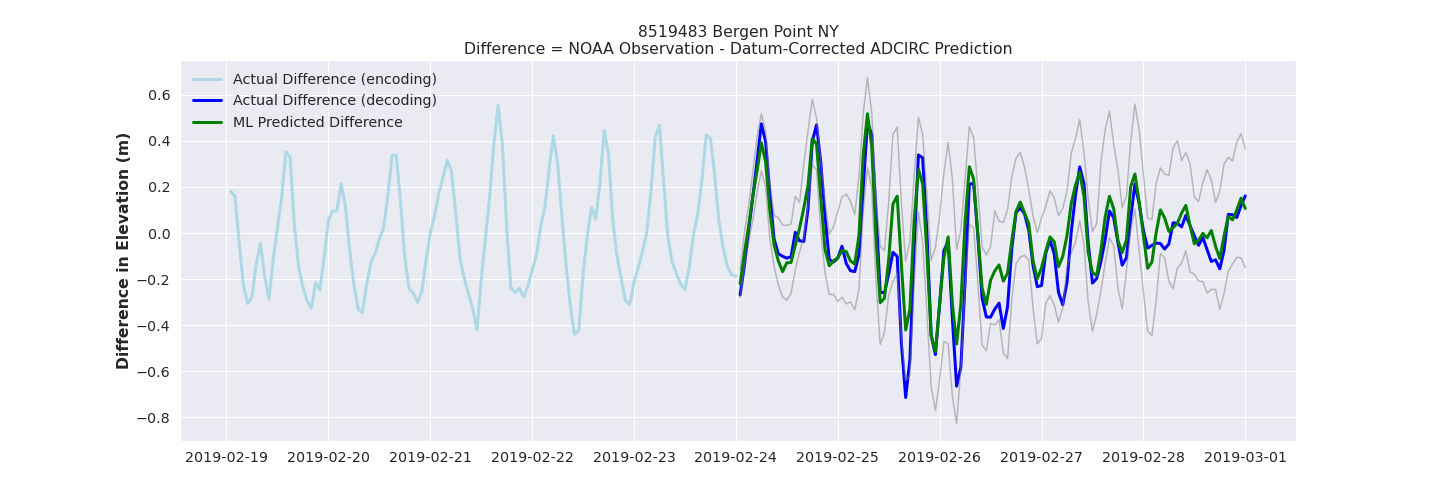 8519483 Bergen Point NY
Difference = NOAA Observation - Datum-Corrected ADCIRC Prediction
Actual Difference (encoding)
Actual Difference (decoding)
ML Predicted Difference
Difference in Elevation (m)
0.6
0.4
0.2
0.0
−0.2
−0.4
−0.6
−0.8
2019-02-19 2019-02-20 2019-02-21 2019-02-22 2019-02-23 2019-02-24 2019-02-25 2019-02-26 2019-02-27 2019-02-28 2019-03-01